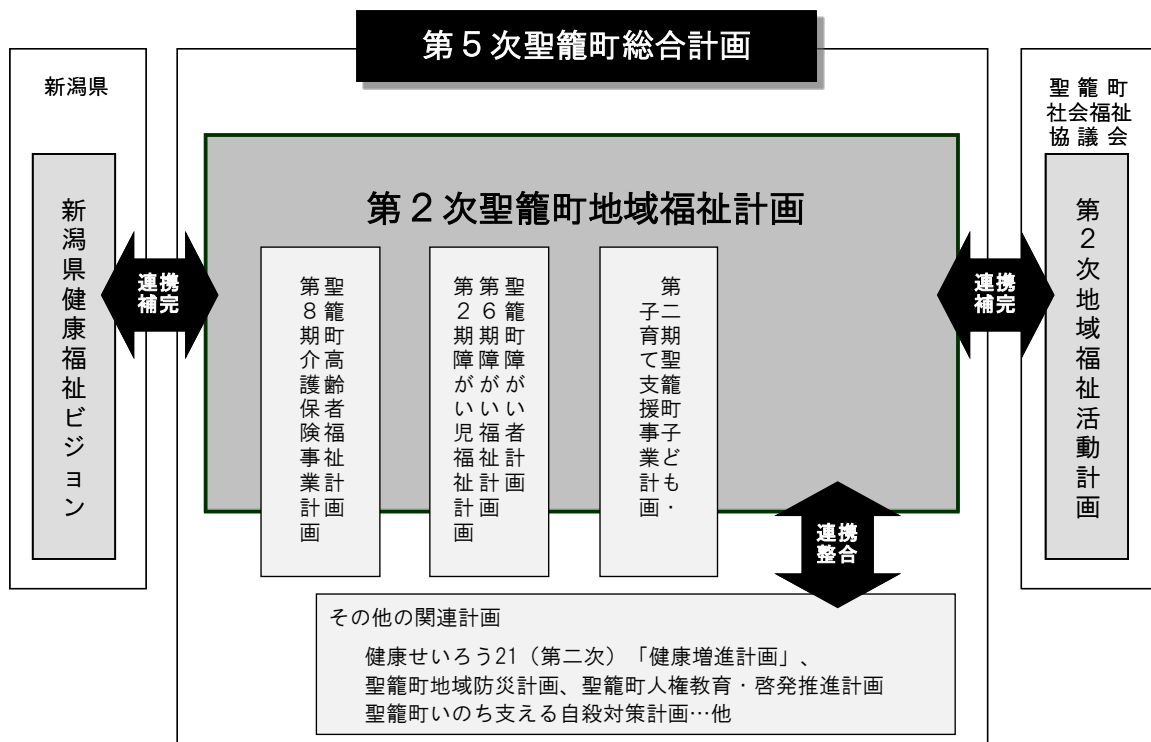 第５次聖籠町総合計画
新潟県
新潟県健康福祉ビジョン
連携
補完
第２次聖籠町地域福祉計画
聖籠町高齢者福祉計画
第８期介護保険事業計画
聖籠町障がい者計画
第６期障がい福祉計画
第２期障がい児福祉計画
第二期聖籠町子ども・
子育て支援事業計画
連携
補完
聖籠町
社会福祉
協議会
第２次地域福祉活動計画
連携
整合
その他の関連計画
健康せいろう21（第二次）「健康増進計画」、
聖籠町地域防災計画、聖籠町人権教育・啓発推進計画
聖籠町いのち支える自殺対策計画…他